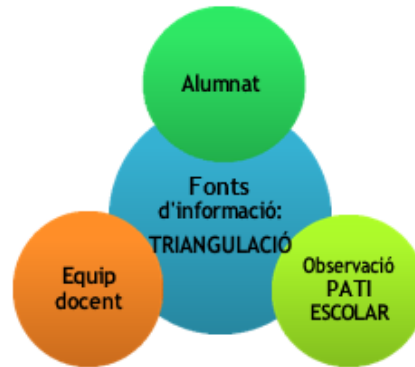 Alumnat
Fonts
d'informació:
TRIANGULACIÓ
Equip
docent
Observació
PATI
ESCOLAR